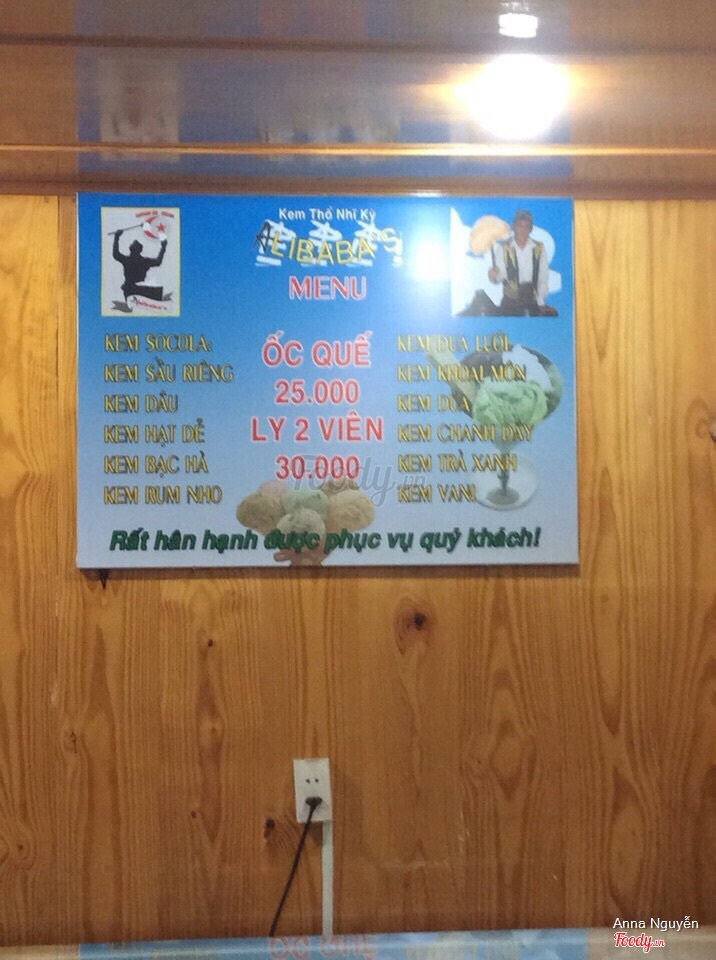 Kem Thổ Nhĩ Kỳ
ALIBABA'S
MENU
KEM SOCOLA
KEM SẦU RIÊNG
KEM DÂU
KEM HẠT DẺ
KEM BẠC HÀ
KEM RUM NHO
ỐC QUẾ
25.000
LY 2 VIÊN
30.000
KEM DƯA LƯỚI
KEM KHOAI MÔN
KEM DỪA
KEM CHANH DÂY
KEM TRÀ XANH
KEM VANI
Rất hân hạnh được phục vụ quý khách!
Foody.vn
Anna Nguyễn
Foody.vn